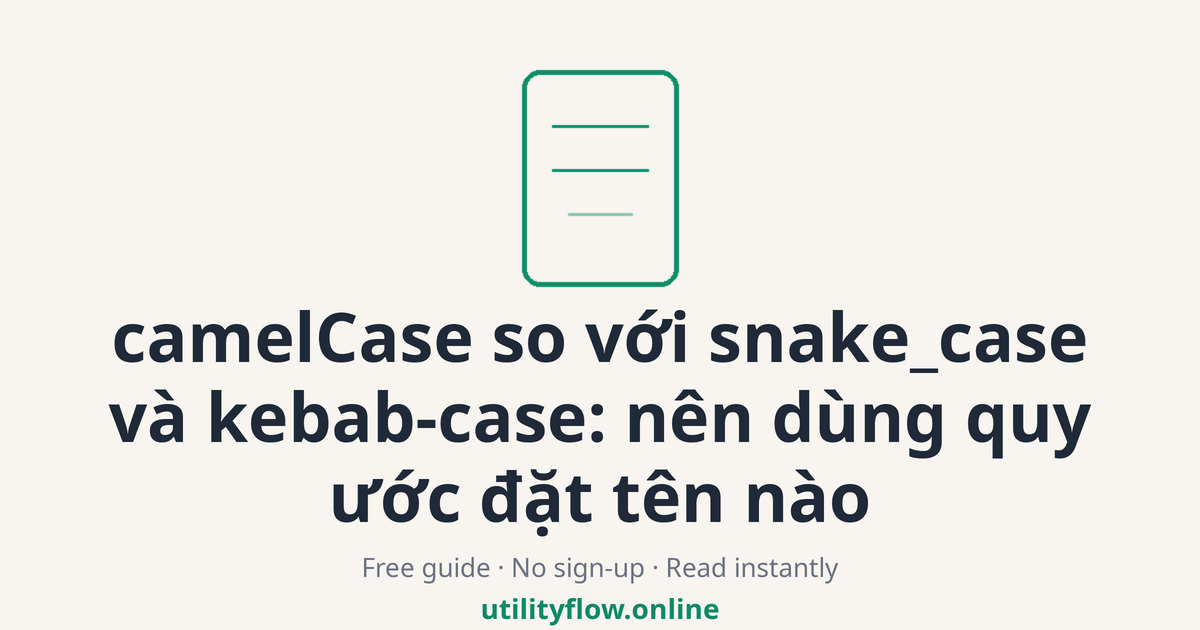 camelCase so với snake_case
và kebab-case: nên dùng quy
ước đặt tên nào
Free guide · No sign-up · Read instantly
utilityflow.online